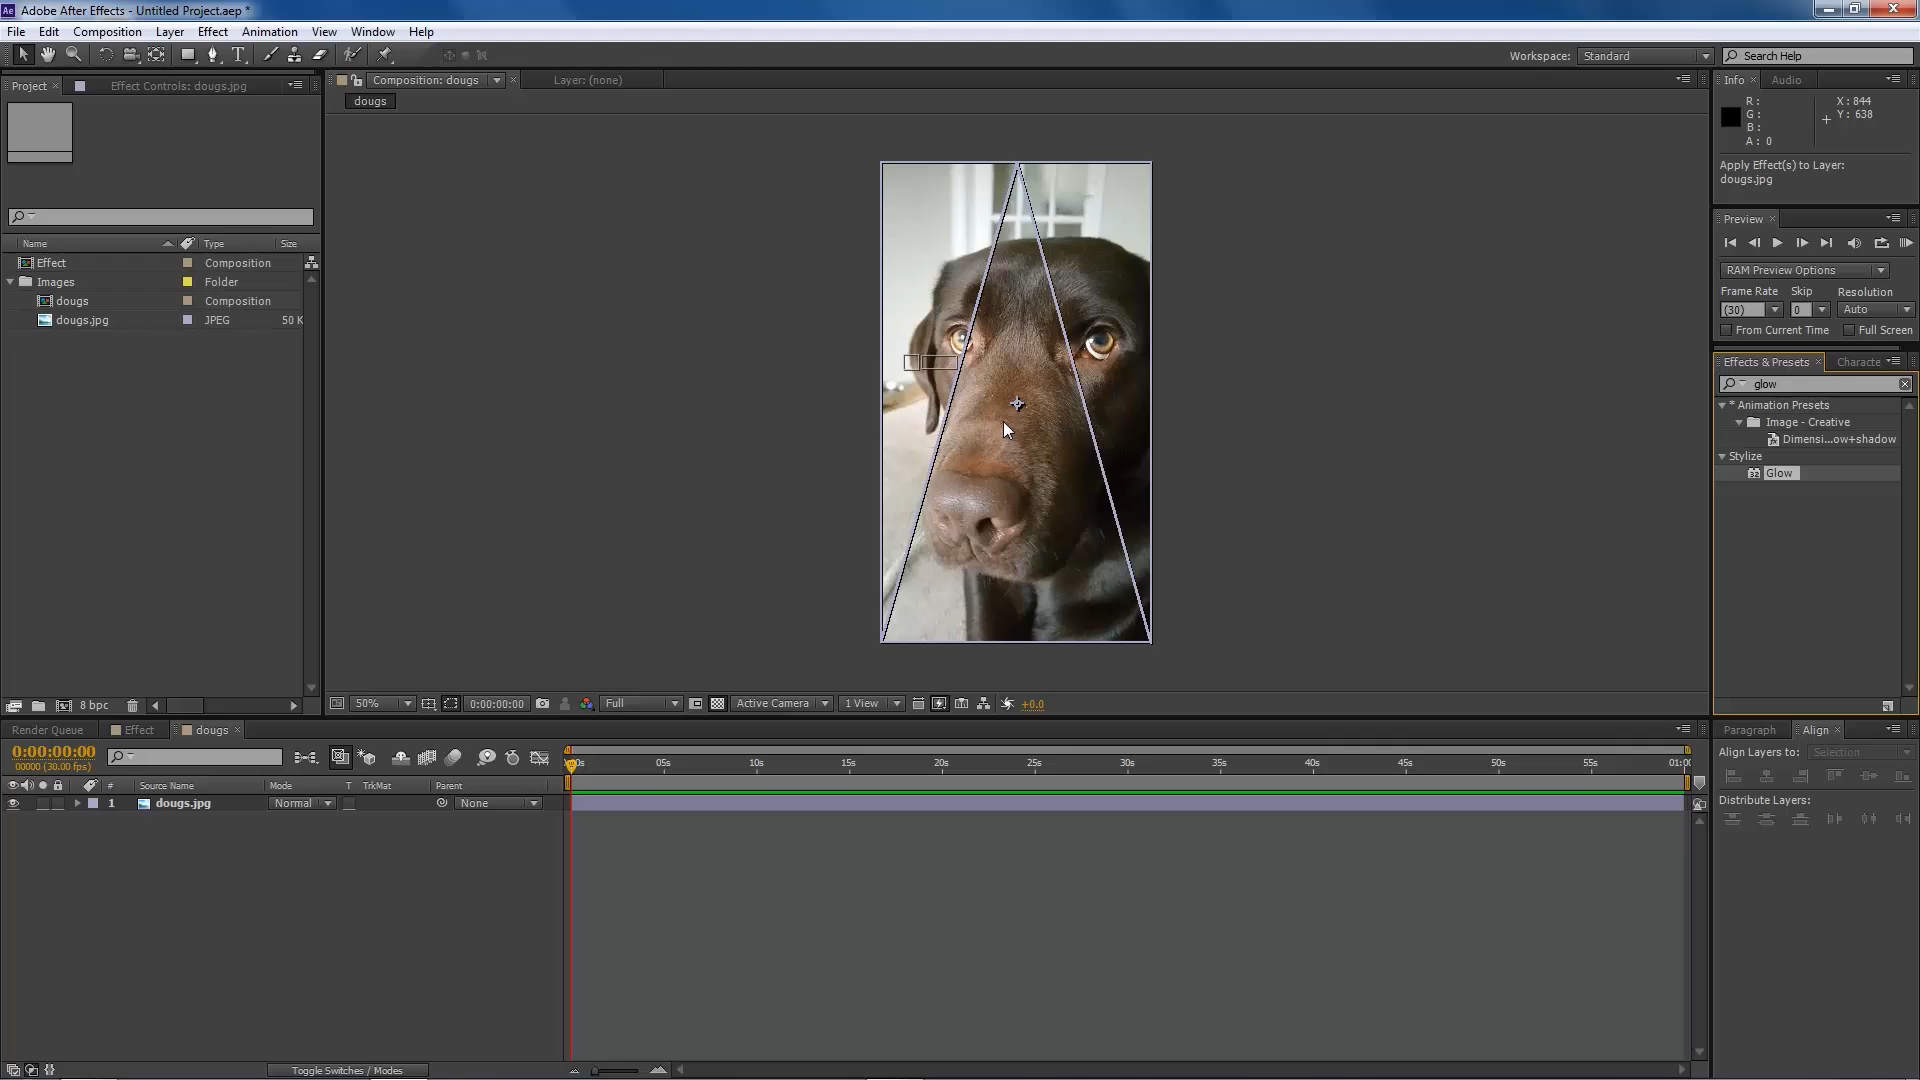 Adobe After Effects - Untitled Project.aep *
File Edit Composition Layer Effect Animation View Window Help
Workspace: Standard Search Help
Project Effect Controls: dougs.jpg
Composition: dougs Layer: (none)
dougs
Info Audio
R: X: 844
G: Y: 638
B:
A: 0
Apply Effect(s) to Layer:
dougs.jpg
Name Type Size
Effect Composition
Images Folder
dougs Composition
dougs.jpg JPEG 50 K
Preview
RAM Preview Options
Frame Rate Skip Resolution
(30) 0 Auto
From Current Time Full Screen
Effects & Presets Characte
glow
* Animation Presets
Image - Creative
Dimensi...ow+shadow
Stylize
Glow
8 bpc
50% 0:00:00:00 Full Active Camera 1 View +0.0
Render Queue Effect dougs
0:00:00:00
00000 (30.00 fps)
05s 10s 15s 20s 25s 30s 35s 40s 45s 50s 55s 01:0
# Source Name Mode T TrkMat Parent
1 dougs.jpg Normal None
Paragraph Align
Align Layers to: Selection
Distribute Layers:
Toggle Switches / Modes